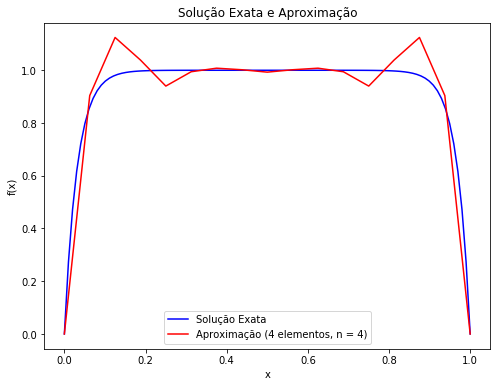 Solução Exata e Aproximação
f(x)
1.0
0.8
0.6
0.4
0.2
0.0
Solução Exata
Aproximação (4 elementos, n = 4)
0.0 0.2 0.4 0.6 0.8 1.0
x